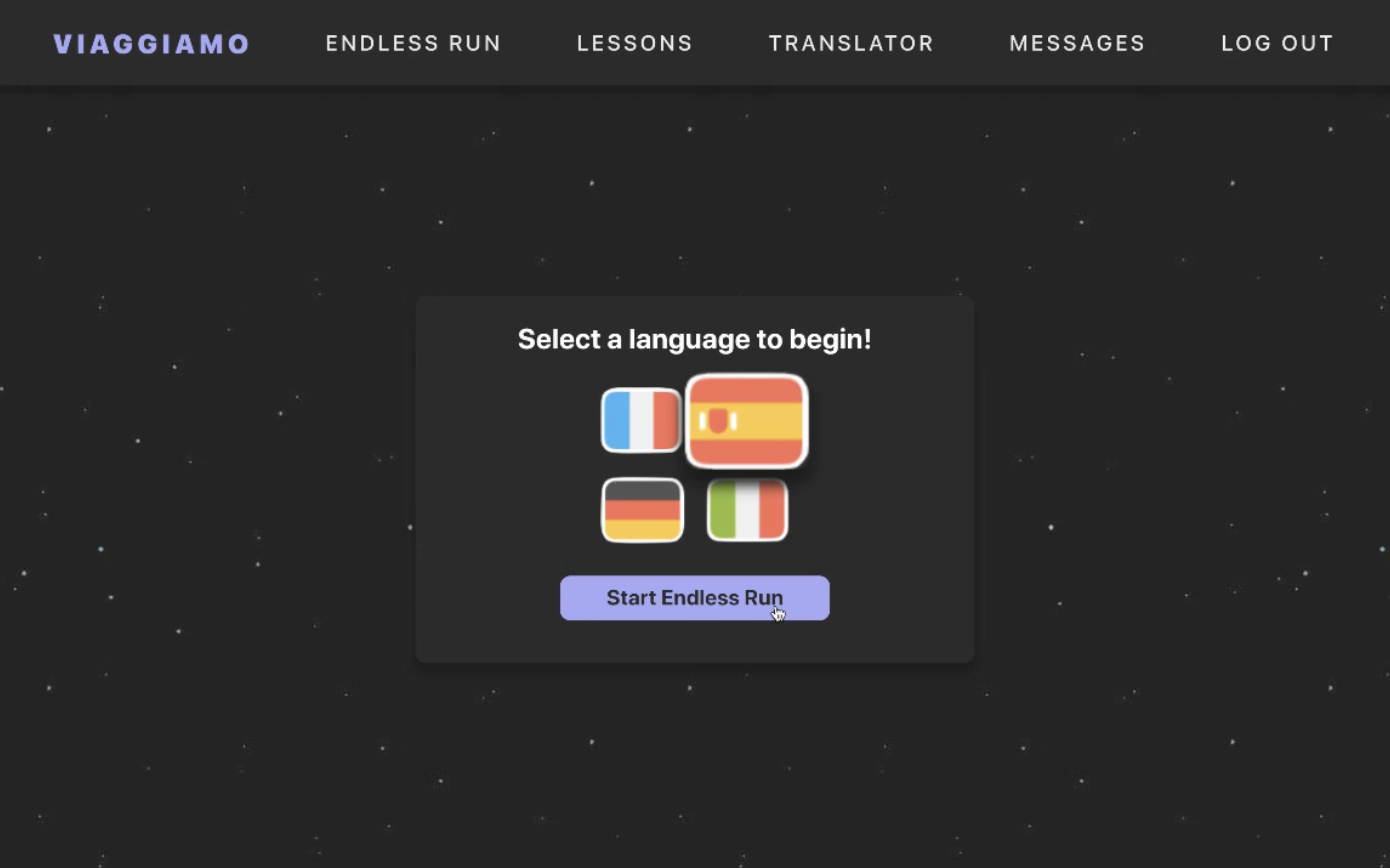 VIAGGIAMO
ENDLESS RUN
LESSONS
TRANSLATOR
MESSAGES
LOG OUT
Select a language to begin!
Start Endless Run